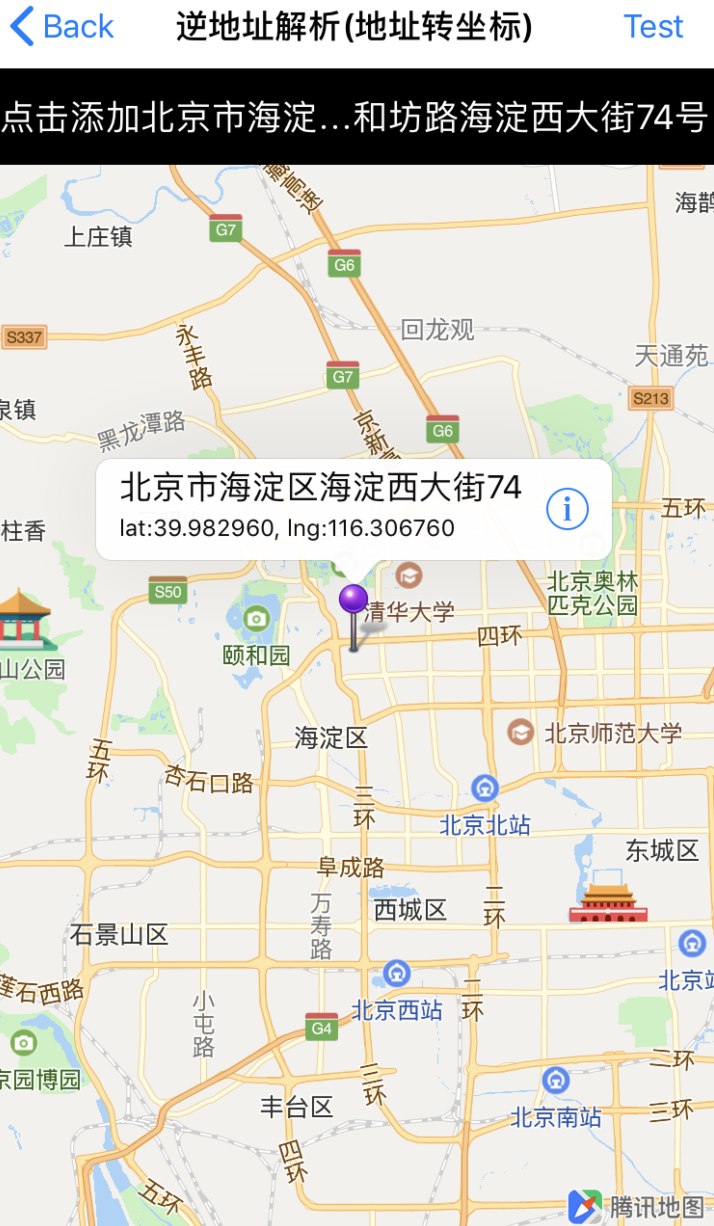 Back
逆地址解析(地址转坐标)
Test
点击添加北京市海淀...和坊路海淀西大街74号
藏高速
海鹊
上庄镇
G7
G6
S337
永丰路
回龙观
天通苑
G7
S213
泉镇
黑龙潭路
京新高
G6
北京市海淀区海淀西大街74
lat:39.982960, lng:116.306760
五环
柱香
S50
北京奥林
匹克公园
清华大学
四环
颐和园
山公园
海淀区
北京师范大学
五环
杏石口路
三环
北京北站
东城区
阜成路
万寿路
西城区
二环
石景山区
北京站
莲石西路
小屯路
北京西站
二环
G4
京园博园
二环
三环
丰台区
北京南站
三环
四环
五环
腾讯地图